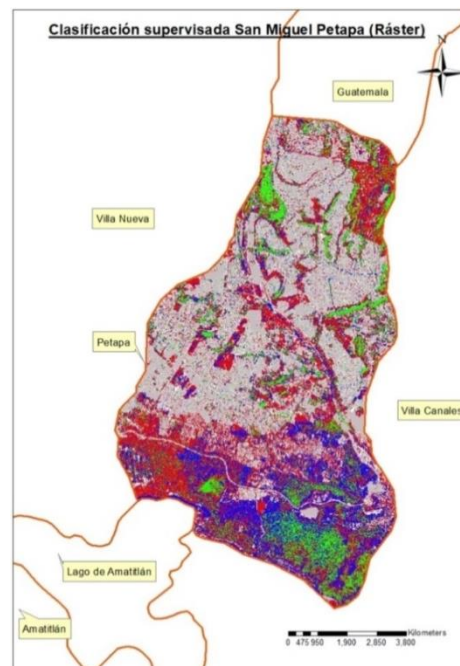 Clasificación supervisada San Miguel Petapa (Ráster)
N
Guatemala
Villa Nueva
Petapa
Villa Canales
Lago de Amatitlán
Amatitlán
Kilometers
0 475 950 1,900 2,850 3,800